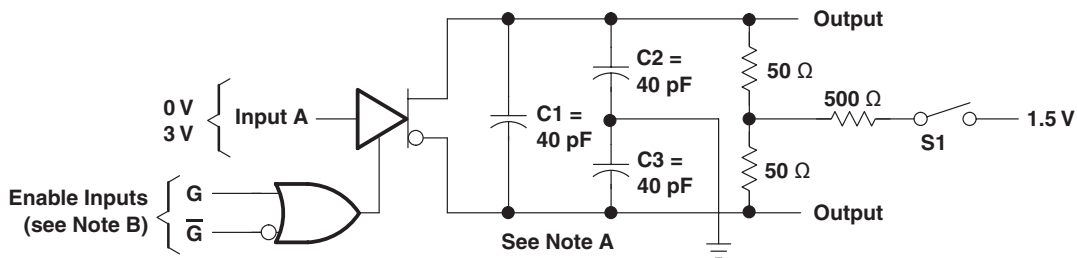 Output
C2 =
40 pF
50 Ω
0 V
3 V
Input A
C1 =
40 pF
500 Ω
1.5 V
S1
C3 =
40 pF
50 Ω
Enable Inputs
(see Note B)
G
G̅
Output
See Note A